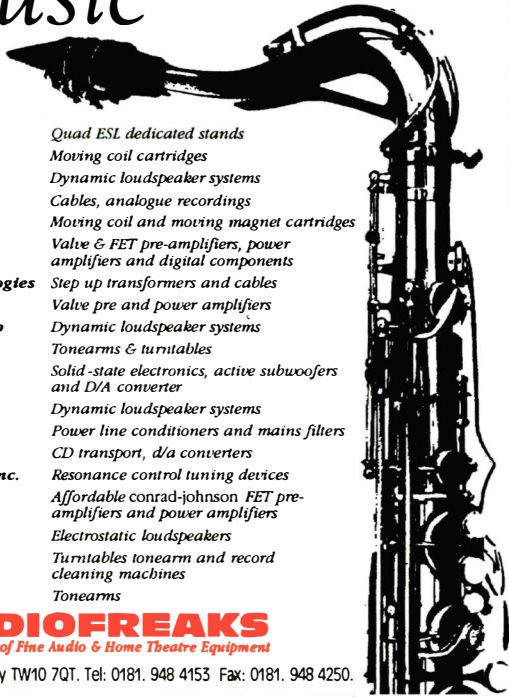 usic
Quad ESL dedicated stands
Moving coil cartridges
Dynamic loudspeaker systems
Cables, analogue recordings
Moving coil and moving magnet cartridges
Valve & FET pre-amplifiers, power
amplifiers and digital components
ogies Step up transformers and cables
Valve pre and power amplifiers
o Dynamic loudspeaker systems
Tonearms & turntables
Solid-state electronics, active subwoofers
and D/A converter
Dynamic loudspeaker systems
Power line conditioners and mains filters
CD transport, d/a converters
nc. Resonance control tuning devices
Affordable conrad-johnson FET pre-
amplifiers and power amplifiers
Electrostatic loudspeakers
Turntables tonearm and record
cleaning machines
Tonearms
DIOFREAKS
of Fine Audio & Home Theatre Equipment
y TW10 7QT. Tel: 0181. 948 4153 Fax: 0181. 948 4250.